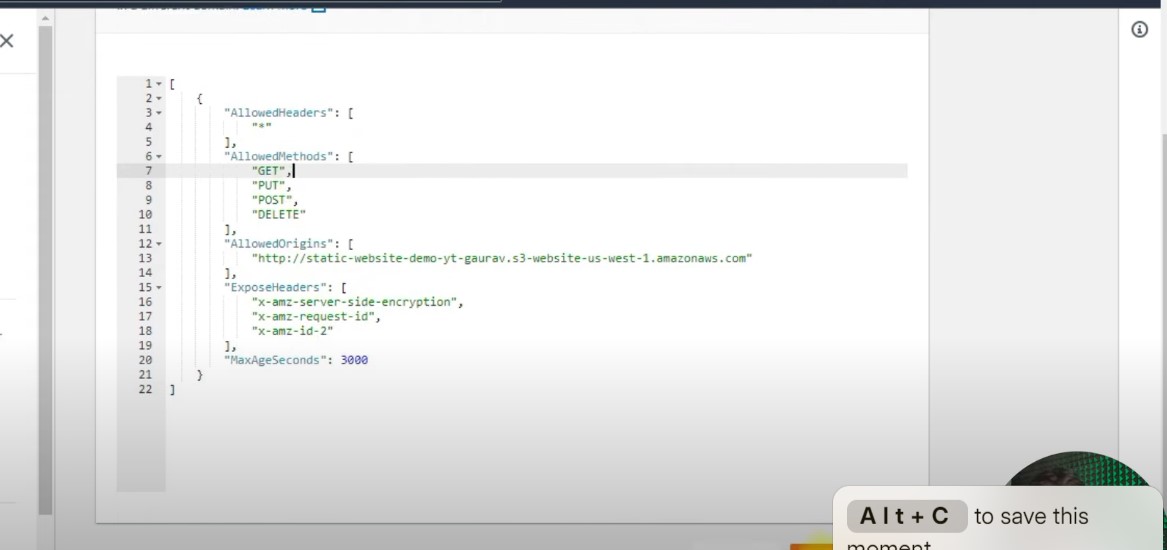 1 [
2 {
3 "AllowedHeaders": [
4 "*"
5 ],
6 "AllowedMethods": [
7 "GET",
8 "PUT",
9 "POST",
10 "DELETE"
11 ],
12 "AllowedOrigins": [
13 "http://static-website-demo-yt-gaurav.s3-website-us-west-1.amazonaws.com"
14 ],
15 "ExposeHeaders": [
16 "x-amz-server-side-encryption",
17 "x-amz-request-id",
18 "x-amz-id-2"
19 ],
20 "MaxAgeSeconds": 3000
21 }
22 ]
Alt+C to save this
moment